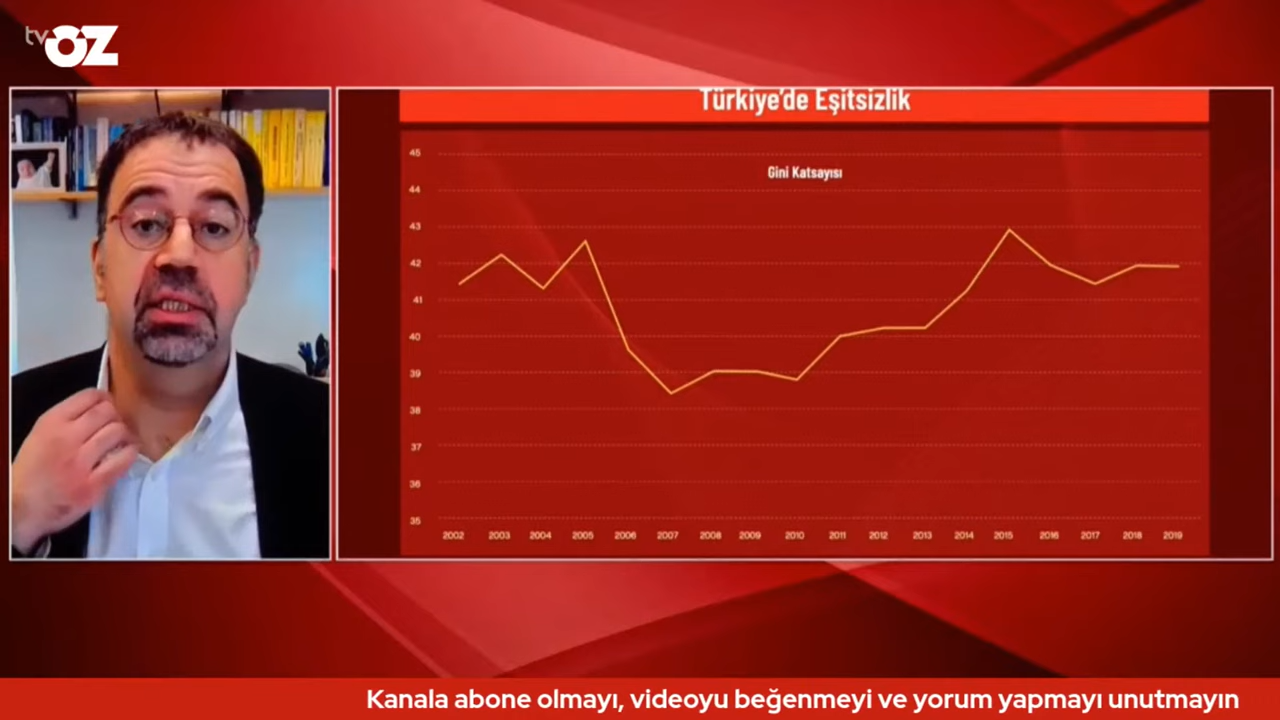 tv ÖZ
Türkiye'de Eşitsizlik
Gini Katsayısı
45
44
43
42
41
40
39
38
37
36
35
2002 2003 2004 2005 2006 2007 2008 2009 2010 2011 2012 2013 2014 2015 2016 2017 2018 2019
Kanala abone olmayı, videoyu beğenmeyi ve yorum yapmayı unutmayın